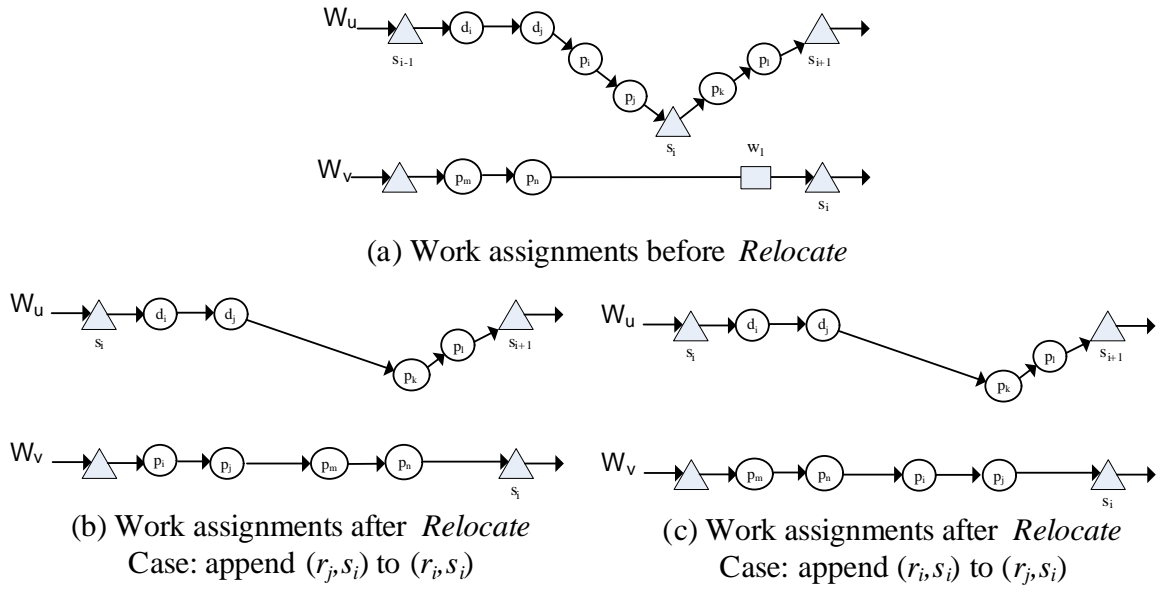 Wu dᵢ dⱼ
sᵢ₋₁ pᵢ pⱼ sᵢ pₖ pₗ sᵢ₊₁
Wv pₘ pₙ w₁ sᵢ
(a) Work assignments before Relocate
Wu sᵢ dᵢ dⱼ pₖ pₗ sᵢ₊₁
Wv pᵢ pⱼ pₘ pₙ sᵢ
(b) Work assignments after Relocate
Case: append (rⱼ,sᵢ) to (rᵢ,sᵢ)
Wu sᵢ dᵢ dⱼ pₖ pₗ sᵢ₊₁
Wv pₘ pₙ pᵢ pⱼ sᵢ
(c) Work assignments after Relocate
Case: append (rᵢ,sᵢ) to (rⱼ,sᵢ)